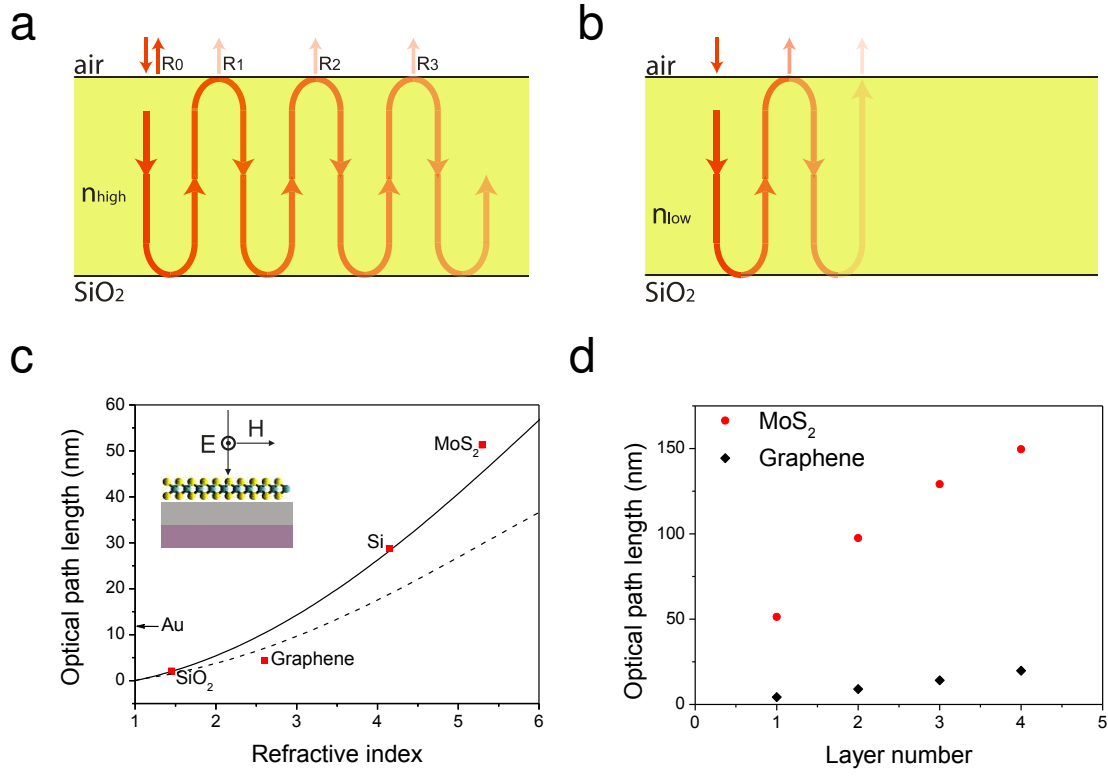 a
air
R₀ R₁ R₂ R₃
nhigh
SiO₂
b
air
nlow
SiO₂
c
Optical path length (nm)
60
50
40
30
20
10
0
E H
MoS₂
Si
Au
SiO₂
Graphene
1 2 3 4 5 6
Refractive index
d
Optical path length (nm)
150
100
50
0
MoS₂
Graphene
0 1 2 3 4 5
Layer number